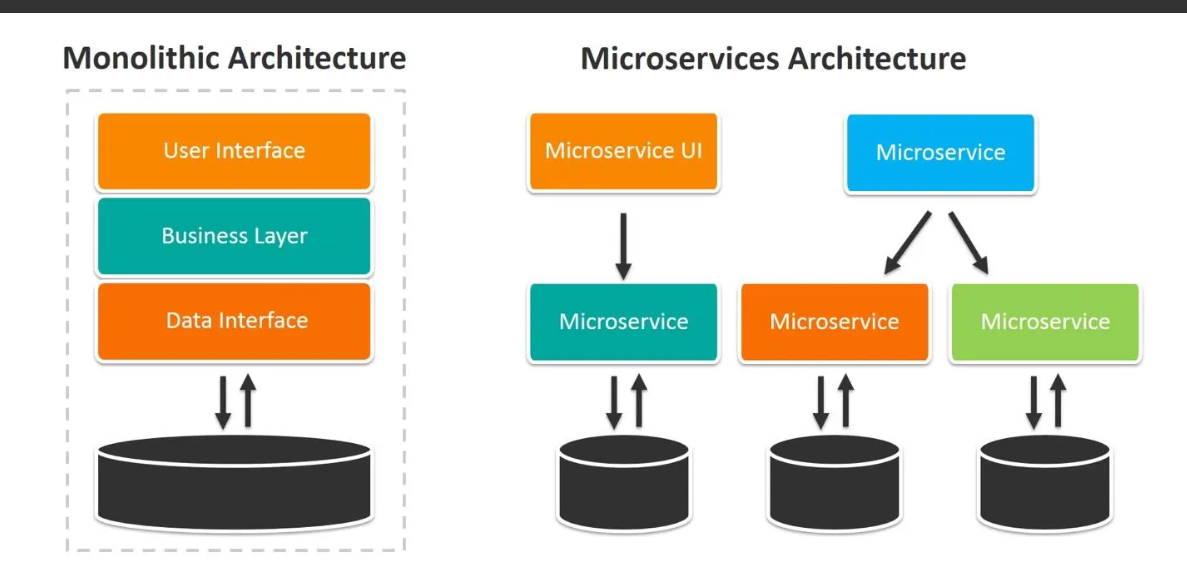 Monolithic Architecture
User Interface
Business Layer
Data Interface
Microservices Architecture
Microservice UI
Microservice
Microservice
Microservice
Microservice